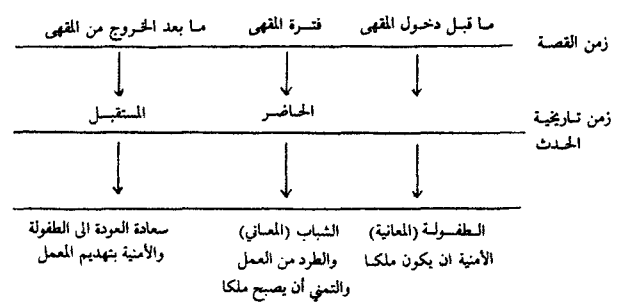 زمن القصة
ما قبل دخول المقهى
فترة المقهى
ما بعد الخروج من المقهى
زمن تاريخية
الحدث
الحاضر
المستقبل
الطفولة (المعانية)
الأمنية ان يكون ملكا
الشباب (المعاني)
والطرد من العمل
والتمني أن يصبح ملكا
سعادة العودة الى الطفولة
والأمنية بتهديم المعمل